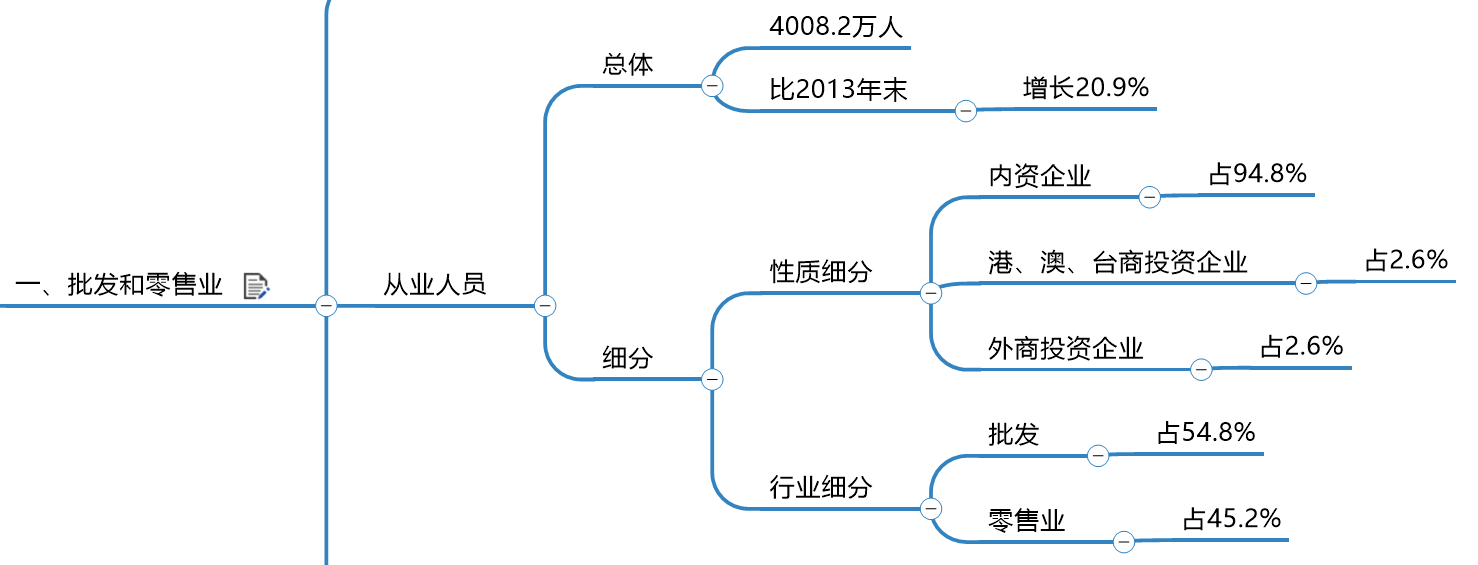 一、批发和零售业
从业人员
总体
4008.2万人
比2013年末
增长20.9%
细分
性质细分
内资企业
占94.8%
港、澳、台商投资企业
占2.6%
外商投资企业
占2.6%
行业细分
批发
占54.8%
零售业
占45.2%